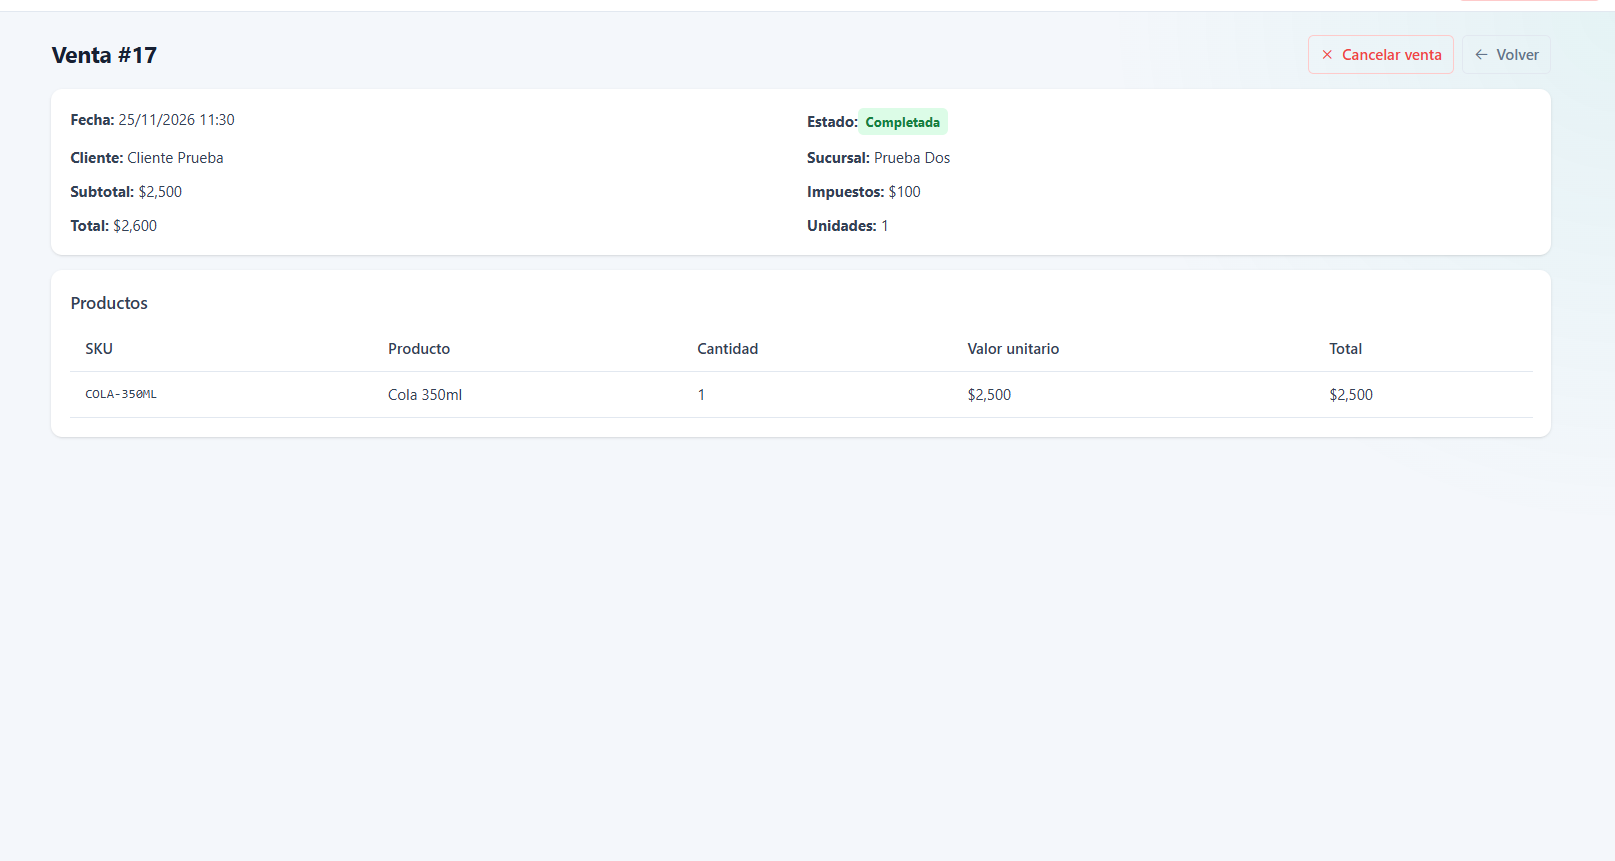 Venta #17
Cancelar venta
Volver
Fecha: 25/11/2026 11:30
Estado: Completada
Cliente: Cliente Prueba
Sucursal: Prueba Dos
Subtotal: $2,500
Impuestos: $100
Total: $2,600
Unidades: 1
Productos
SKU Producto Cantidad Valor unitario Total
COLA-350ML Cola 350ml 1 $2,500 $2,500